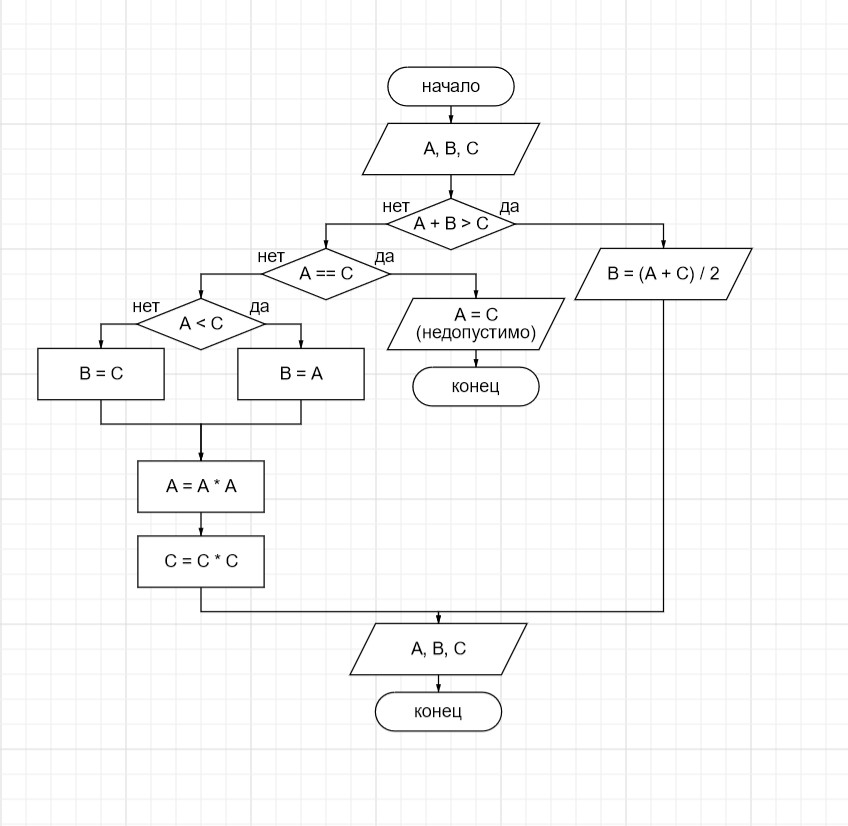 начало
A, B, C
нет
да
A + B > C
нет
да
A == C
B = (A + C) / 2
нет
да
A < C
A = C
(недопустимо)
B = C
B = A
конец
A = A * A
C = C * C
A, B, C
конец